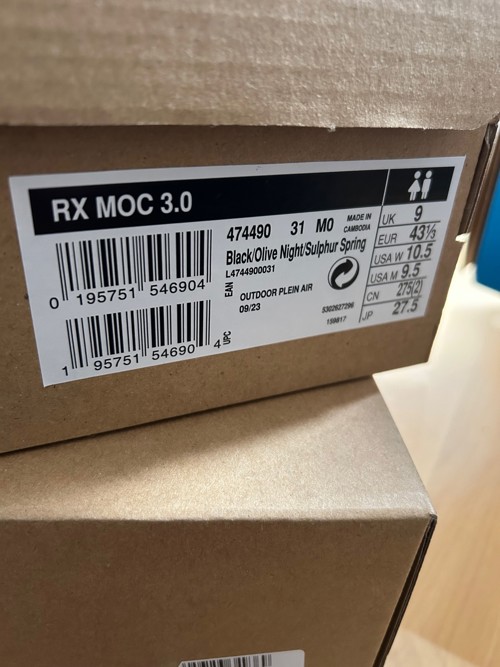 RX MOC 3.0
474490 31 M0 MADE IN CAMBODIA
Black/Olive Night/Sulphur Spring
L4744900031
EAN
OUTDOOR PLEIN AIR
09/23
5302627296
159817
0 195751 546904
1 95751 54690 4
UPC
UK 9
EUR 43⅓
USA W 10.5
USA M 9.5
CN 275(2)
JP 27.5